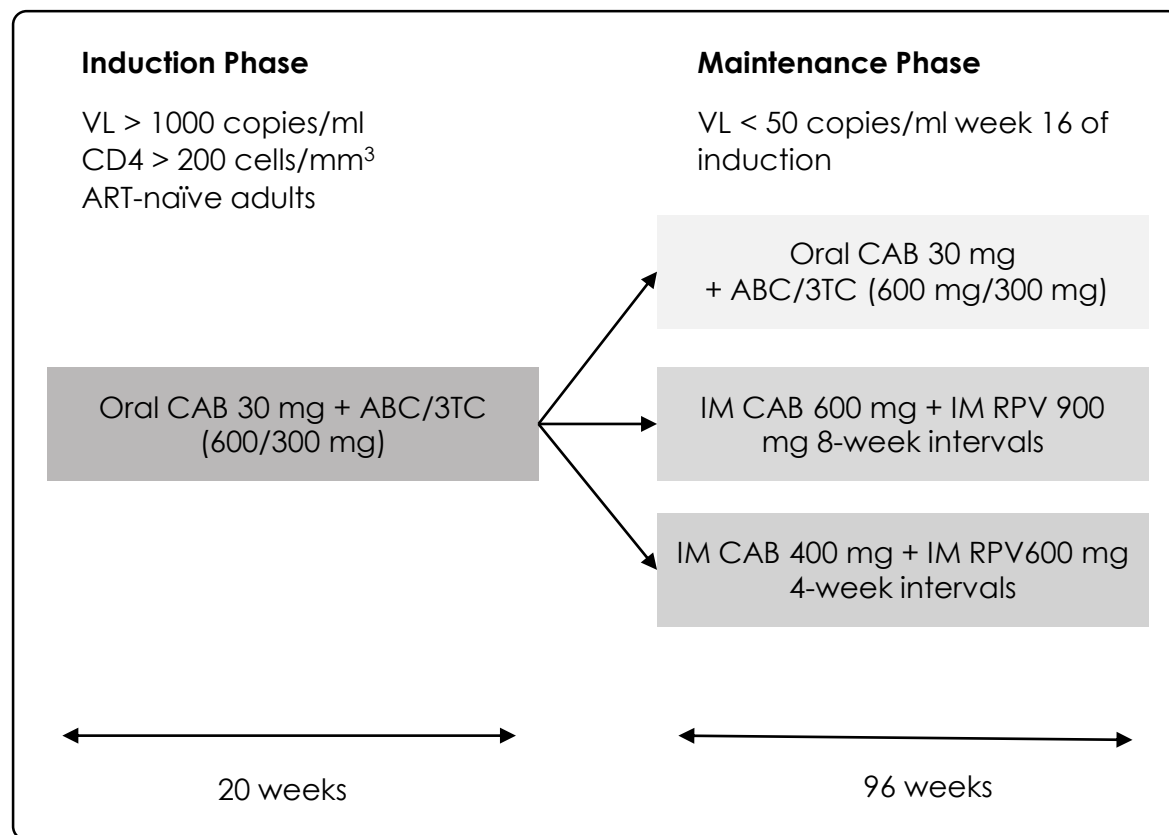 Induction Phase
VL > 1000 copies/ml
CD4 > 200 cells/mm³
ART-naïve adults
Maintenance Phase
VL < 50 copies/ml week 16 of
induction
Oral CAB 30 mg + ABC/3TC
(600/300 mg)
Oral CAB 30 mg
+ ABC/3TC (600 mg/300 mg)
IM CAB 600 mg + IM RPV 900
mg 8-week intervals
IM CAB 400 mg + IM RPV600 mg
4-week intervals
20 weeks
96 weeks